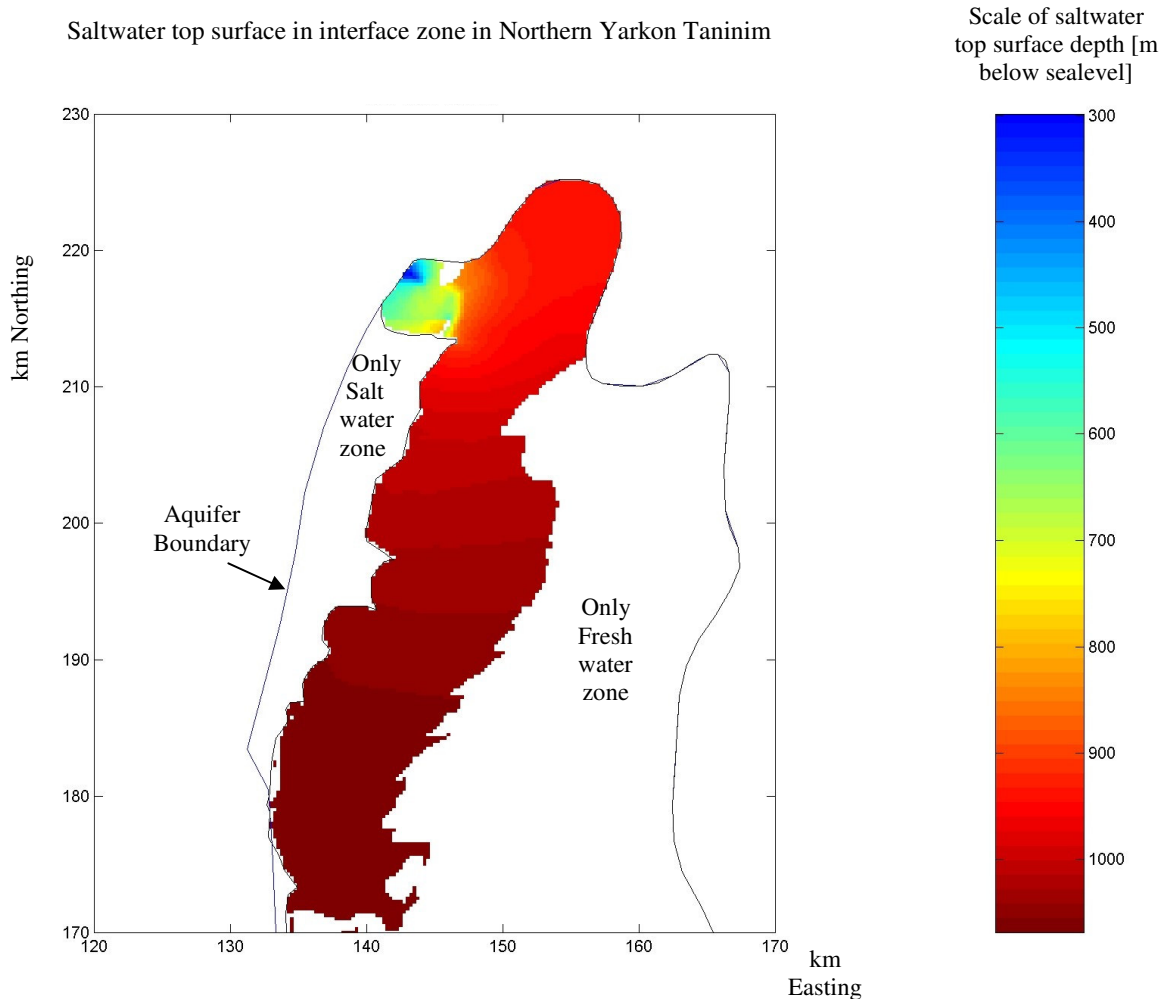 Saltwater top surface in interface zone in Northern Yarkon Taninim
Scale of saltwater
top surface depth [m
below sealevel]
230
220
210
200
190
180
170
km Northing
120
130
140
150
160
170
km
Easting
Only
Salt
water
zone
Aquifer
Boundary
Only
Fresh
water
zone
300
400
500
600
700
800
900
1000